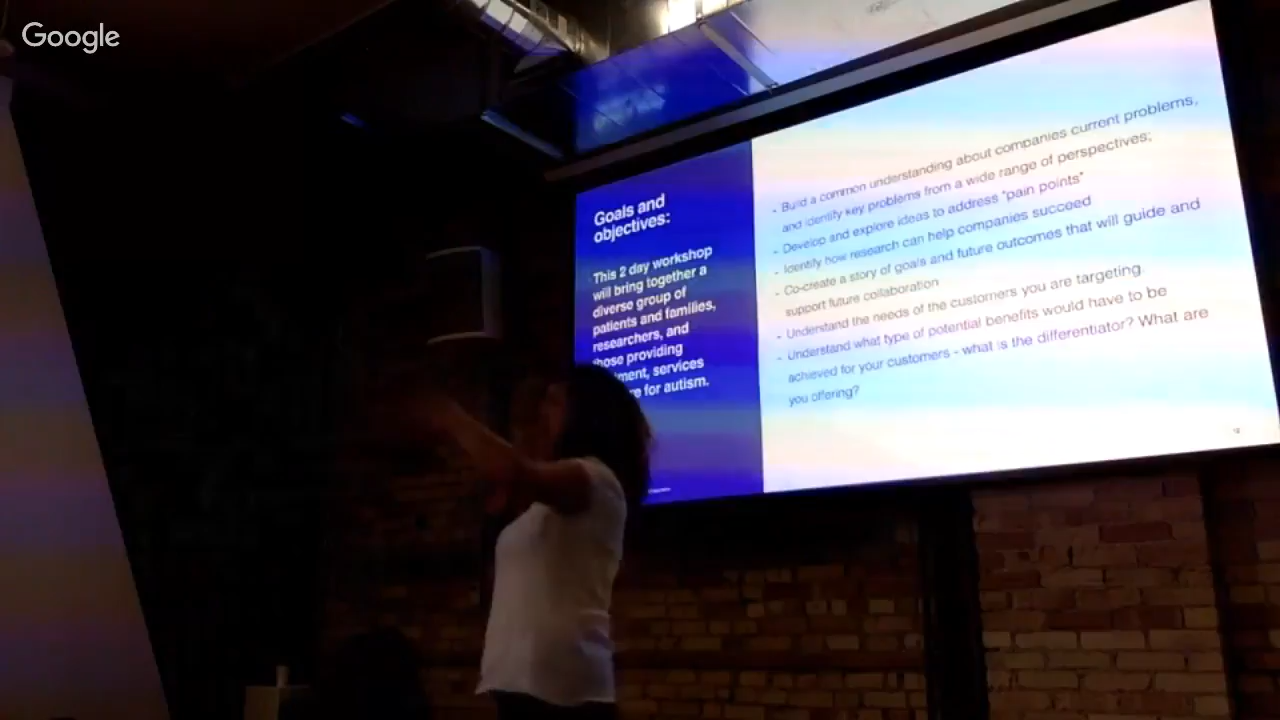 Google
Goals and
objectives:
This 2 day workshop
will bring together a
diverse group of
patients and families,
researchers, and
those providing
ment, services
e for autism.
- Build a common understanding about companies current problems,
and identify key problems from a wide range of perspectives;
- Develop and explore ideas to address "pain points"
- Identify how research can help companies succeed
- Co-create a story of goals and future outcomes that will guide and
support future collaboration
- Understand the needs of the customers you are targeting.
- Understand what type of potential benefits would have to be
achieved for your customers - what is the differentiator? What are
you offering?